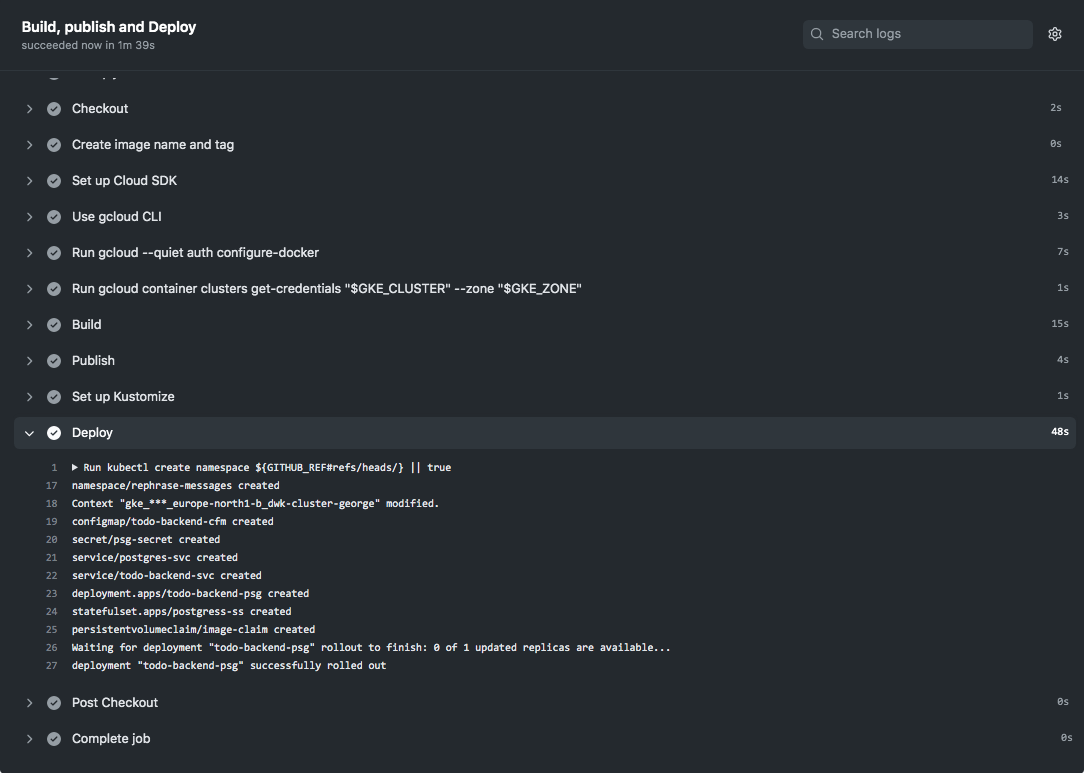 Build, publish and Deploy
succeeded now in 1m 39s
Search logs
Checkout 2s
Create image name and tag 0s
Set up Cloud SDK 14s
Use gcloud CLI 3s
Run gcloud --quiet auth configure-docker 7s
Run gcloud container clusters get-credentials "$GKE_CLUSTER" --zone "$GKE_ZONE" 1s
Build 15s
Publish 4s
Set up Kustomize 1s
Deploy 48s
1 Run kubectl create namespace ${GITHUB_REF#refs/heads/} || true
17 namespace/rephrase-messages created
18 Context "gke_***_europe-north1-b_dwk-cluster-george" modified.
19 configmap/todo-backend-cfm created
20 secret/psg-secret created
21 service/postgres-svc created
22 service/todo-backend-svc created
23 deployment.apps/todo-backend-psg created
24 statefulset.apps/postgress-ss created
25 persistentvolumeclaim/image-claim created
26 Waiting for deployment "todo-backend-psg" rollout to finish: 0 of 1 updated replicas are available...
27 deployment "todo-backend-psg" successfully rolled out
Post Checkout 0s
Complete job 0s